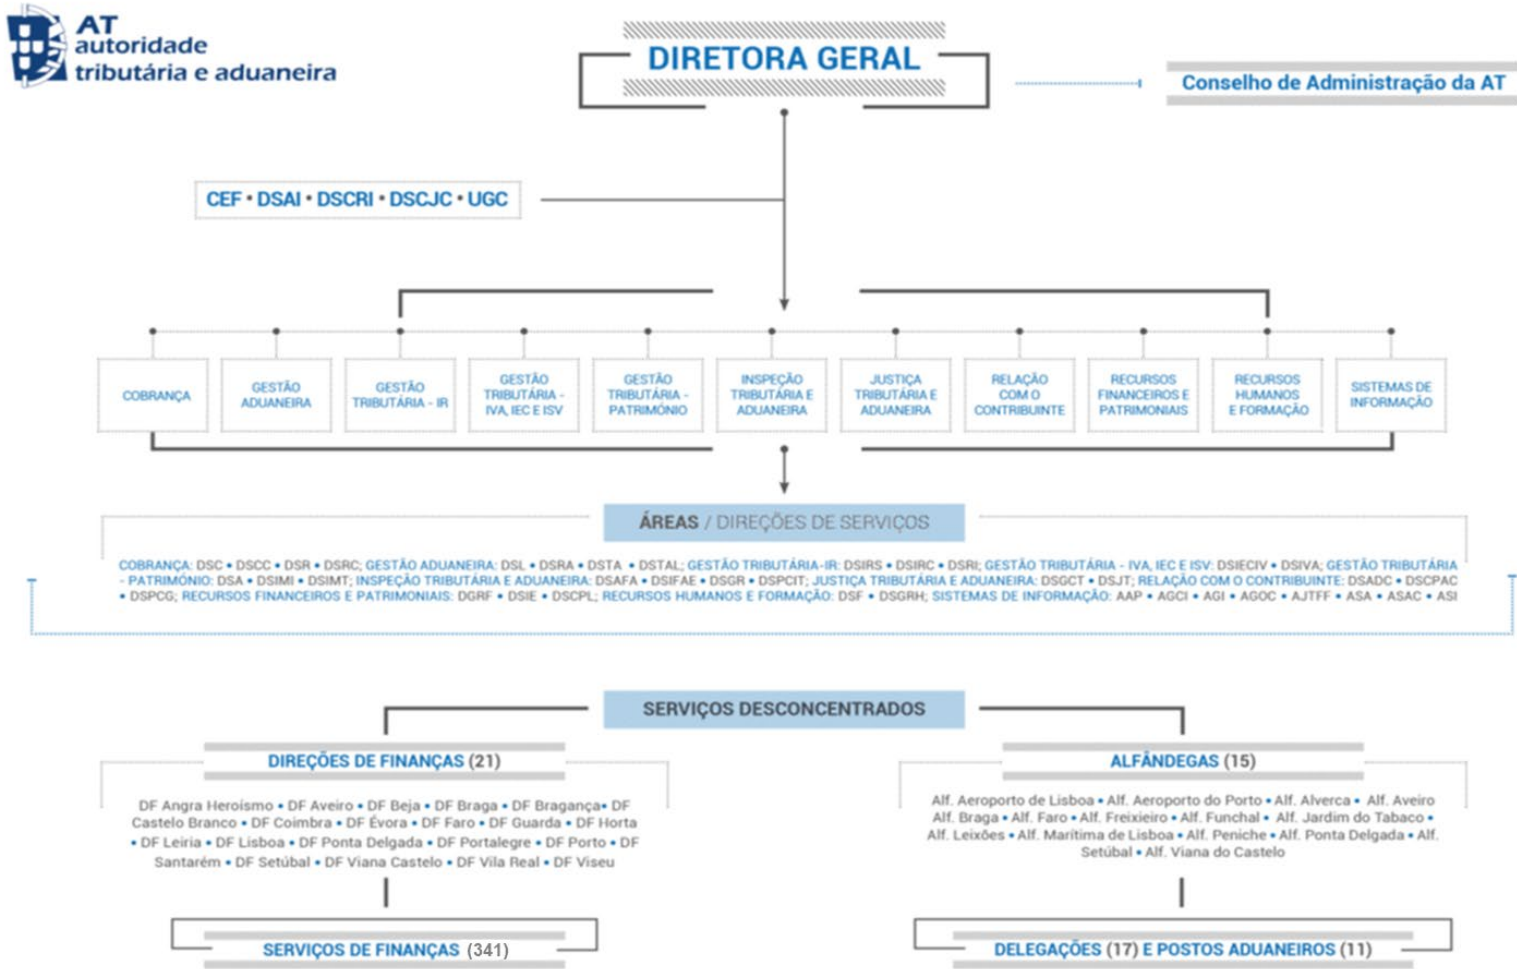 AT
autoridade
tributária e aduaneira
DIRETORA GERAL
Conselho de Administração da AT
CEF • DSAI • DSCRI • DSCJC • UGC
COBRANÇA
GESTÃO
ADUANEIRA
GESTÃO
TRIBUTÁRIA - IR
GESTÃO
TRIBUTÁRIA -
IVA, IEC E ISV
GESTÃO
TRIBUTÁRIA -
PATRIMÓNIO
INSPEÇÃO
TRIBUTÁRIA E
ADUANEIRA
JUSTIÇA
TRIBUTÁRIA E
ADUANEIRA
RELAÇÃO
COM O
CONTRIBUINTE
RECURSOS
FINANCEIROS E
PATRIMONIAIS
RECURSOS
HUMANOS
E FORMAÇÃO
SISTEMAS DE
INFORMAÇÃO
ÁREAS / DIREÇÕES DE SERVIÇOS
COBRANÇA: DSC • DSCC • DSR • DSRC; GESTÃO ADUANEIRA: DSL • DSRA • DSTA • DSTAL; GESTÃO TRIBUTÁRIA-IR: DSIRS • DSIRC • DSRI; GESTÃO TRIBUTÁRIA - IVA, IEC E ISV: DSIECIV • DSIVA; GESTÃO TRIBUTÁRIA
- PATRIMÓNIO: DSA • DSIMI • DSIMT; INSPEÇÃO TRIBUTÁRIA E ADUANEIRA: DSAFA • DSIFAE • DSGR • DSPCIT; JUSTIÇA TRIBUTÁRIA E ADUANEIRA: DSGCT • DSJT; RELAÇÃO COM O CONTRIBUINTE: DSADC • DSCPAC
• DSPCG; RECURSOS FINANCEIROS E PATRIMONIAIS: DGRF • DSIE • DSCPL; RECURSOS HUMANOS E FORMAÇÃO: DSF • DSGRH; SISTEMAS DE INFORMAÇÃO: AAP • AGCI • AGI • AGOC • AJTFF • ASA • ASAC • ASI
SERVIÇOS DESCONCENTRADOS
DIREÇÕES DE FINANÇAS (21)
DF Angra Heroísmo • DF Aveiro • DF Beja • DF Braga • DF Bragança• DF
Castelo Branco • DF Coimbra • DF Évora • DF Faro • DF Guarda • DF Horta
• DF Leiria • DF Lisboa • DF Ponta Delgada • DF Portalegre • DF Porto • DF
Santarém • DF Setúbal • DF Viana Castelo • DF Vila Real • DF Viseu
SERVIÇOS DE FINANÇAS (341)
ALFÂNDEGAS (15)
Alf. Aeroporto de Lisboa • Alf. Aeroporto do Porto • Alf. Alverca • Alf. Aveiro
Alf. Braga • Alf. Faro • Alf. Freixieiro • Alf. Funchal • Alf. Jardim do Tabaco •
Alf. Leixões • Alf. Marítima de Lisboa • Alf. Peniche • Alf. Ponta Delgada • Alf.
Setúbal • Alf. Viana do Castelo
DELEGAÇÕES (17) E POSTOS ADUANEIROS (11)